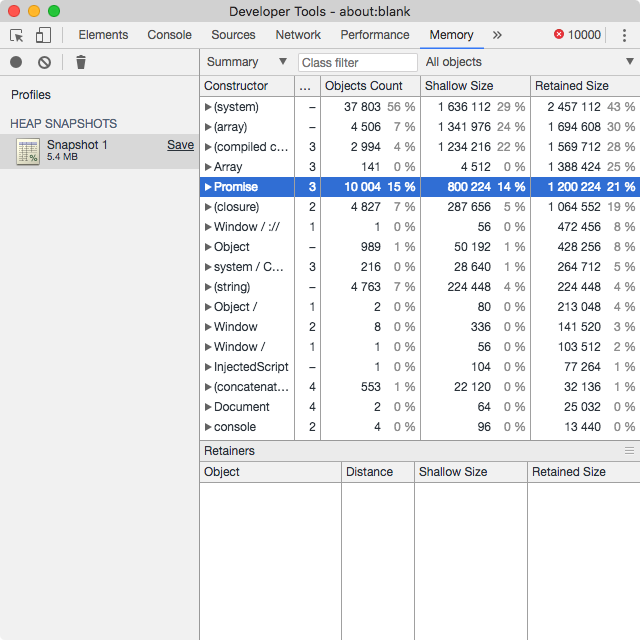 Developer Tools - about:blank
Elements Console Sources Network Performance Memory » 10000
Summary ▼ Class filter All objects ▼
Profiles
HEAP SNAPSHOTS
Snapshot 1 Save
5.4 MB
Constructor ... Objects Count Shallow Size Retained Size
(system) – 37 803 56 % 1 636 112 29 % 2 457 112 43 %
(array) – 4 506 7 % 1 341 976 24 % 1 694 608 30 %
(compiled c... 3 2 994 4 % 1 234 216 22 % 1 569 712 28 %
Array 3 141 0 % 4 512 0 % 1 388 424 25 %
Promise 3 10 004 15 % 800 224 14 % 1 200 224 21 %
(closure) 2 4 827 7 % 287 656 5 % 1 064 552 19 %
Window / :// 1 1 0 % 56 0 % 472 456 8 %
Object – 989 1 % 50 192 1 % 428 256 8 %
system / C... 3 216 0 % 28 640 1 % 264 712 5 %
(string) – 4 763 7 % 224 448 4 % 224 448 4 %
Object / 1 2 0 % 80 0 % 213 048 4 %
Window 2 8 0 % 336 0 % 141 520 3 %
Window / 1 1 0 % 56 0 % 103 512 2 %
InjectedScript – 1 0 % 104 0 % 77 264 1 %
(concatenat... 4 553 1 % 22 120 0 % 32 136 1 %
Document 4 2 0 % 64 0 % 25 032 0 %
console 2 4 0 % 96 0 % 13 440 0 %
Retainers
Object Distance Shallow Size Retained Size